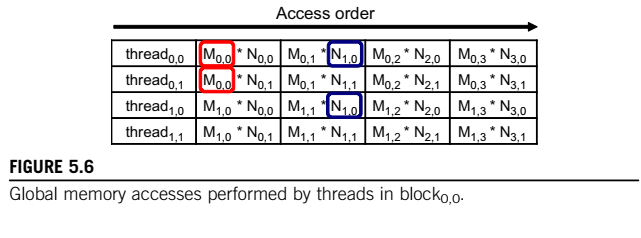 Access order
thread0,0 M0,0 * N0,0 M0,1 * N1,0 M0,2 * N2,0 M0,3 * N3,0
thread0,1 M0,0 * N0,1 M0,1 * N1,1 M0,2 * N2,1 M0,3 * N3,1
thread1,0 M1,0 * N0,0 M1,1 * N1,0 M1,2 * N2,0 M1,3 * N3,0
thread1,1 M1,0 * N0,1 M1,1 * N1,1 M1,2 * N2,1 M1,3 * N3,1
FIGURE 5.6
Global memory accesses performed by threads in block0,0.